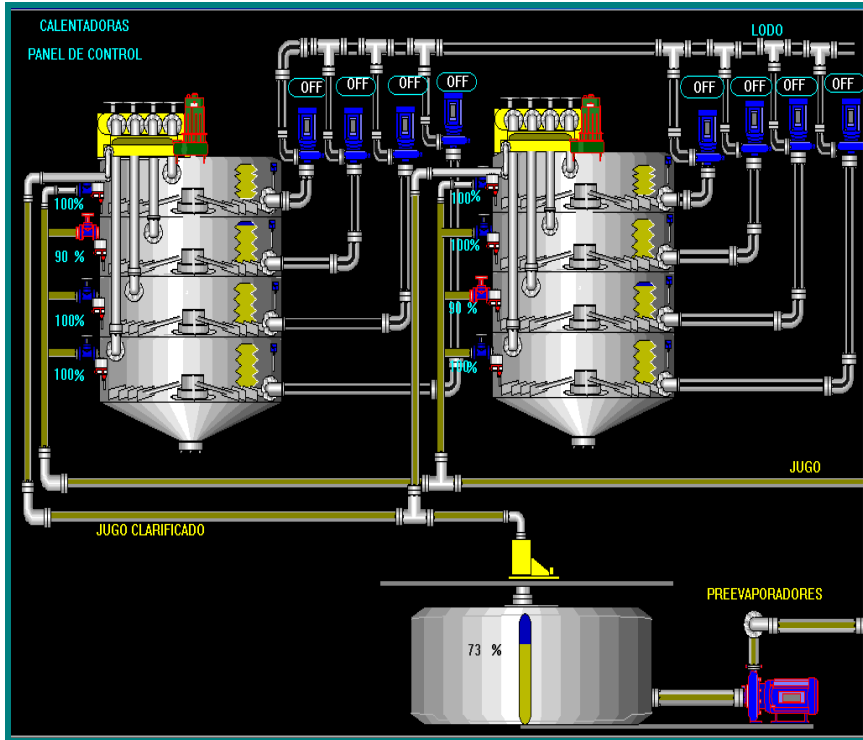 CALENTADORAS
PANEL DE CONTROL
LODO
OFF
OFF
OFF
OFF
OFF
OFF
OFF
OFF
100%
90 %
100%
100%
100%
100%
90 %
100%
JUGO
JUGO CLARIFICADO
PREEVAPORADORES
73 %